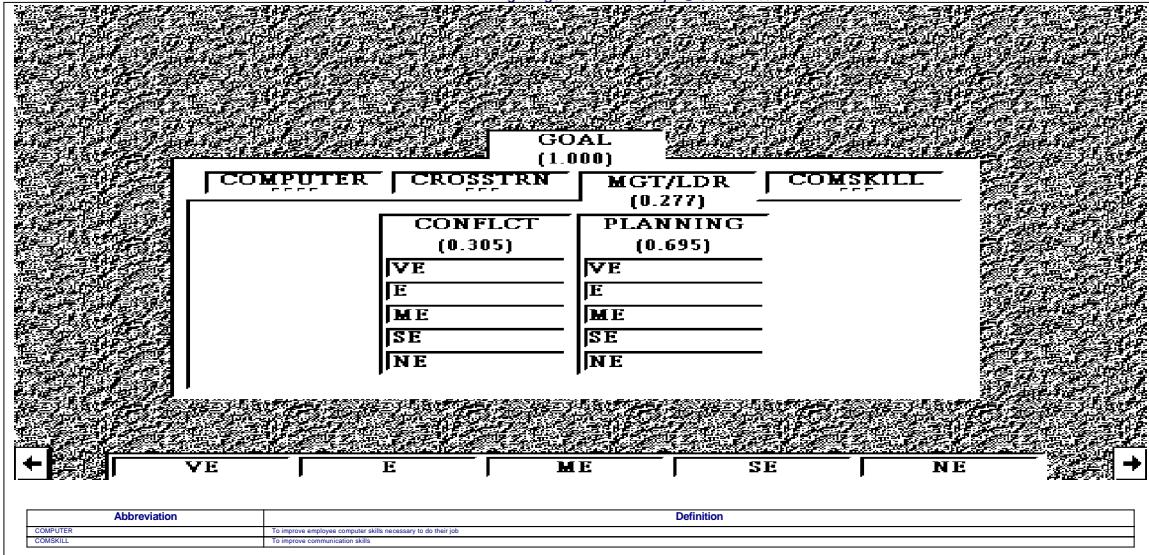 GOAL
(1.000)
COMPUTER CROSSTRN MGT/LDR COMSKILL
(0.277)
CONFLCT PLANNING
(0.305) (0.695)
VE VE
E E
ME ME
SE SE
NE NE
VE E ME SE NE
Abbreviation Definition
COMPUTER To improve employee computer skills necessary to do their job
COMSKILL To improve communication skills